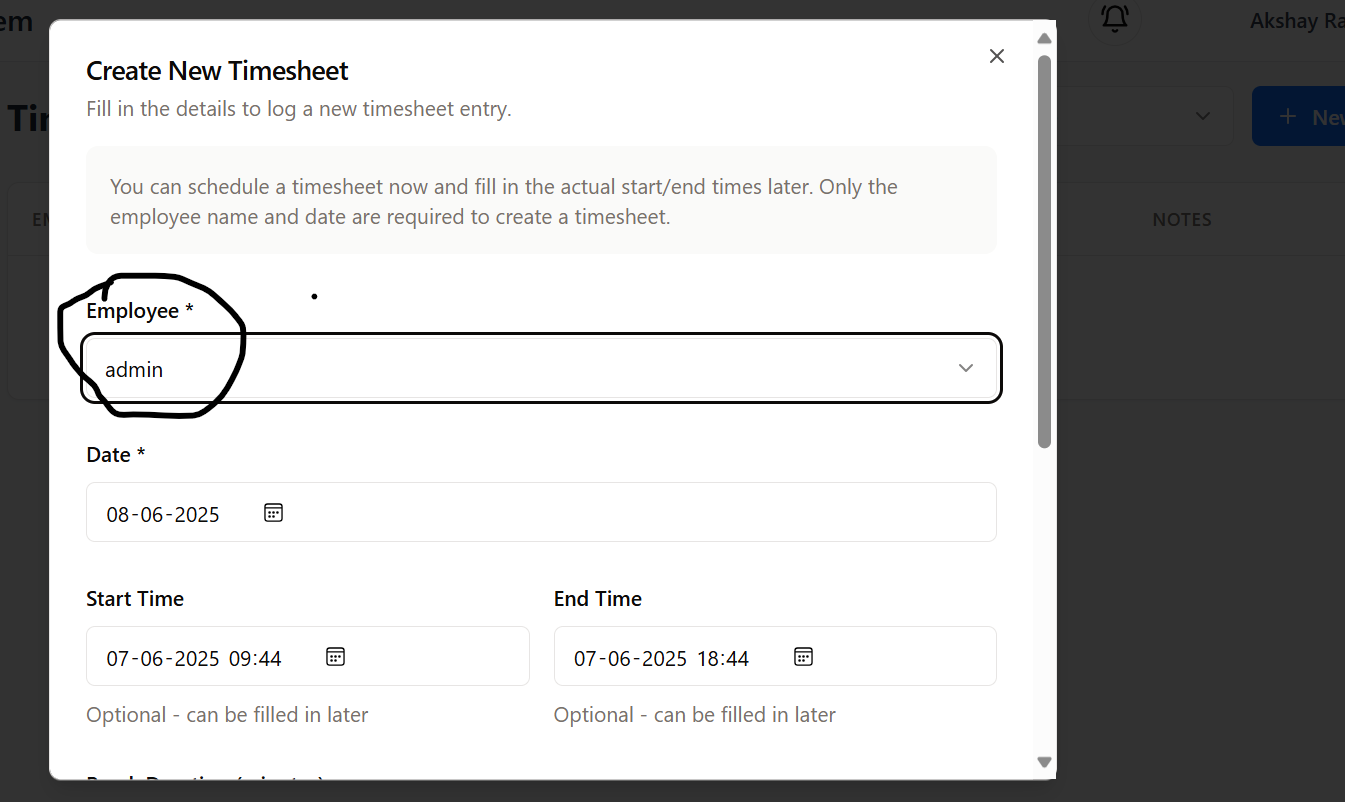 em
Akshay Ra
Create New Timesheet
Fill in the details to log a new timesheet entry.
Tin
+ New
You can schedule a timesheet now and fill in the actual start/end times later. Only the
employee name and date are required to create a timesheet.
EM
NOTES
Employee *
admin
Date *
08-06-2025
Start Time
End Time
07-06-2025 09:44
07-06-2025 18:44
Optional - can be filled in later
Optional - can be filled in later